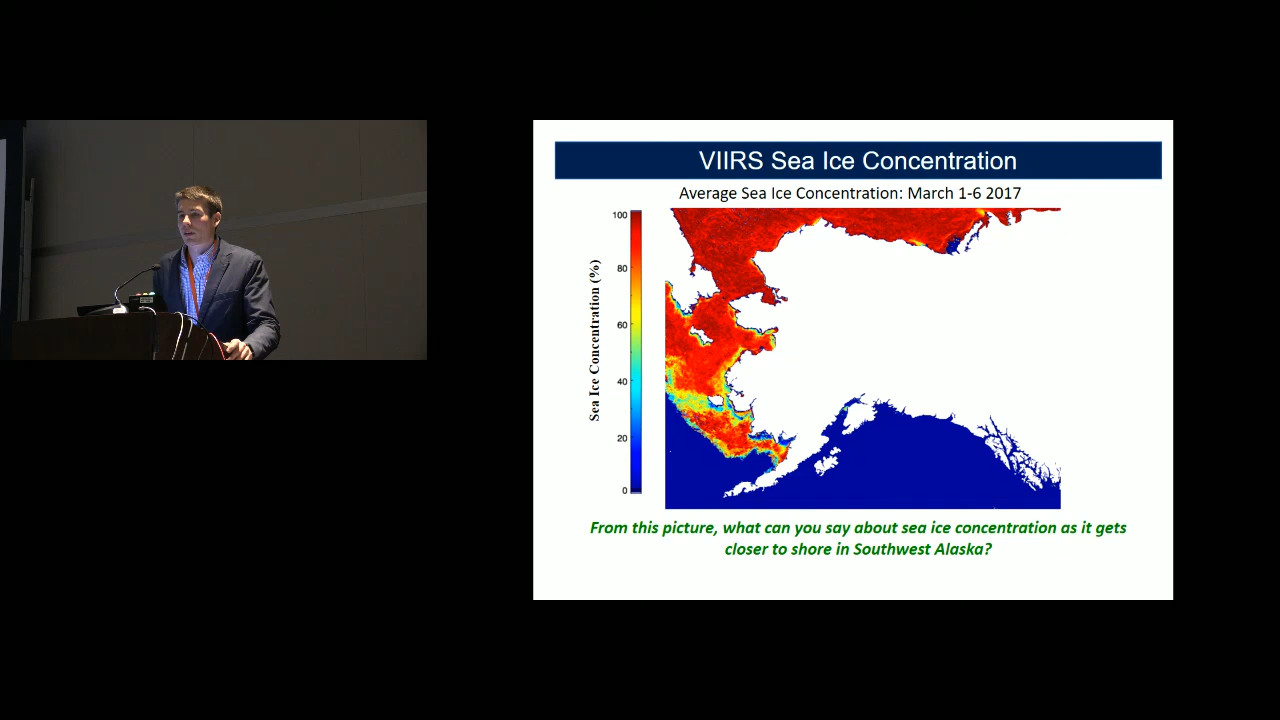 VIIRS Sea Ice Concentration
Average Sea Ice Concentration: March 1-6 2017
100
80
60
40
20
0
Sea Ice Concentration (%)
From this picture, what can you say about sea ice concentration as it gets
closer to shore in Southwest Alaska?